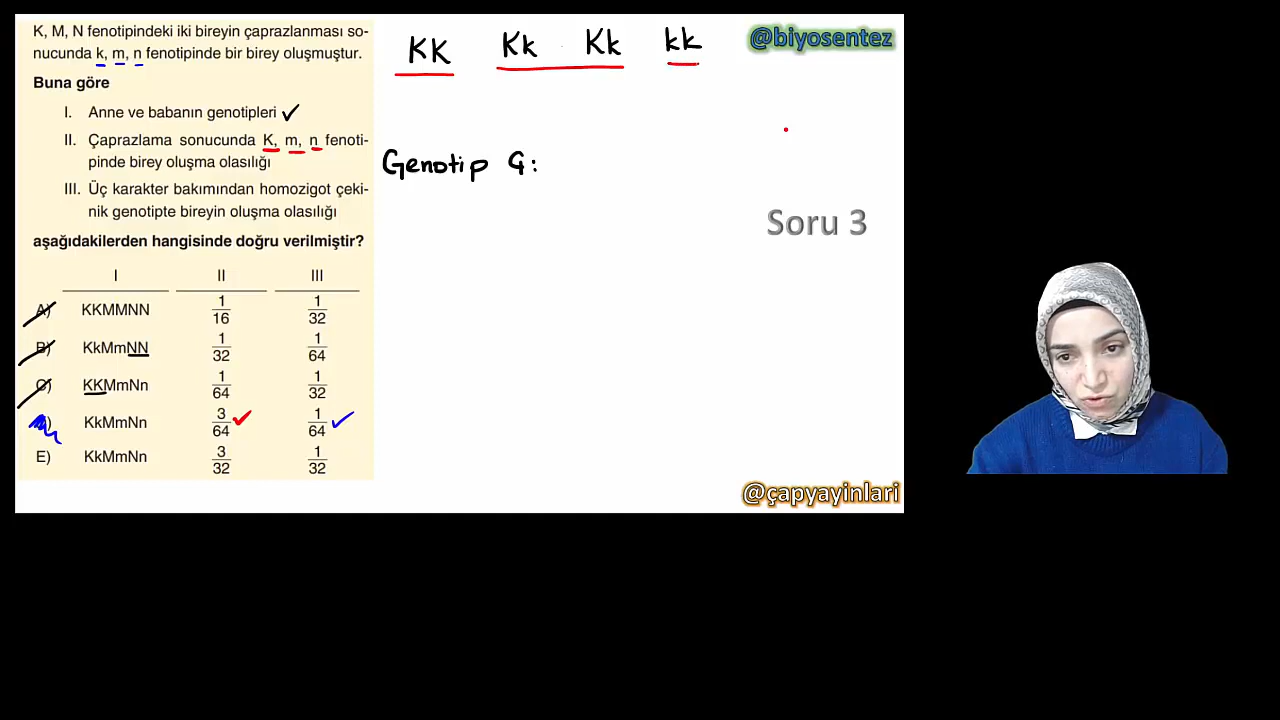 K, M, N fenotipindeki iki bireyin çaprazlanması so-
nucunda k, m, n fenotipinde bir birey oluşmuştur.
Buna göre
I. Anne ve babanın genotipleri
II. Çaprazlama sonucunda K, m, n fenoti-
pinde birey oluşma olasılığı
III. Üç karakter bakımından homozigot çeki-
nik genotipte bireyin oluşma olasılığı
aşağıdakilerden hangisinde doğru verilmiştir?
I II III
A) KKMMNN 1/16 1/32
B) KkMmNN 1/32 1/64
C) KKMmNn 1/64 1/32
KkMmNn 3/64 1/64
E) KkMmNn 3/32 1/32
KK Kk Kk kk
Genotip Ç:
@biyosentez
Soru 3
@çapyayinlari